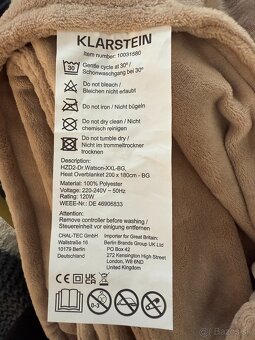 KLARSTEIN
Item number: 10031580
30
Gentle cycle at 30°/
Schonwaschgang bei 30°
Do not bleach/
Bleichen nicht erlaubt
Do not iron / Nicht bügeln
Do not dry clean / Nicht
chemisch reinigen
Do not tumble dry /
Nicht im trommeltrockner
trocknen
Description:
HZD2-Dr.Watson-XXL-BG,
Heat Overblanket 200 x 180cm - BG
Material: 100% Polyester
Voltage: 220-240V ~ 50Hz
Rating: 120W
WEEE-Nr: DE 46906833
Attention:
Remove controller before washing /
Steuereinheit vor einigung entfernen
CHAL-TEC GmbH
Wallstraße 16
10179 Berlin
Deutschland
Importer for Great Britain:
Berlin Brands Group UK Ltd
PO Box 42
272 Kensington High Street
London, W8 6ND
United Kingdom
CE
UK
CA